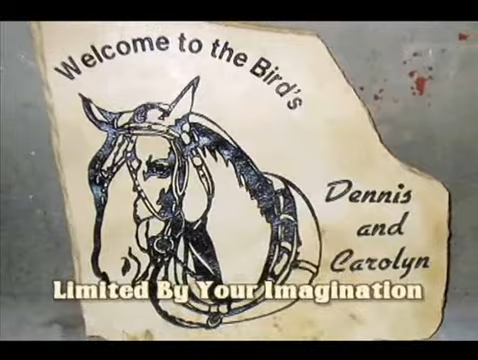 Welcome to the Bird's
Dennis
and
Carolyn
Limited By Your Imagination